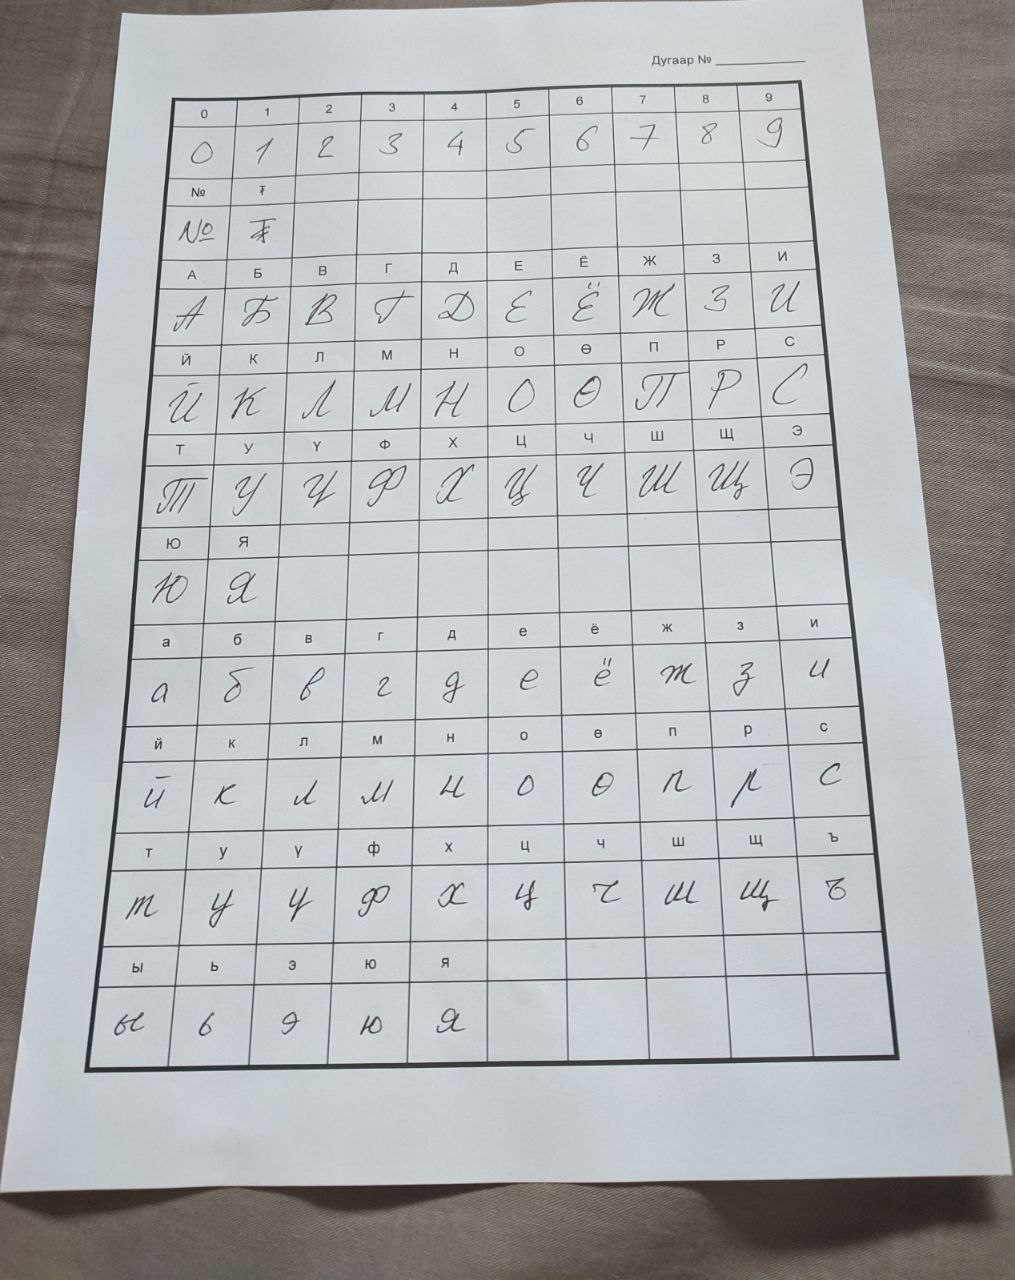 Дугаар № ____________
0 1 2 3 4 5 6 7 8 9
0 1 2 3 4 5 6 7 8 9
№ ₮
№ ₮
А Б В Г Д Е Ё Ж З И
А Б В Г Д Е Ё Ж З И
Й К Л М Н О Ө П Р С
Й К Л М Н О Ө П Р С
Т У Ү Ф Х Ц Ч Ш Щ Э
Т У Ү Ф Х Ц Ч Ш Щ Э
Ю Я
Ю Я
а б в г д е ё ж з и
а б в г д е ё ж з и
й к л м н о ө п р с
й к л м н о ө п р с
т у ү ф х ц ч ш щ ъ
т у ү ф х ц ч ш щ ъ
ы ь э ю я
ы ь э ю я